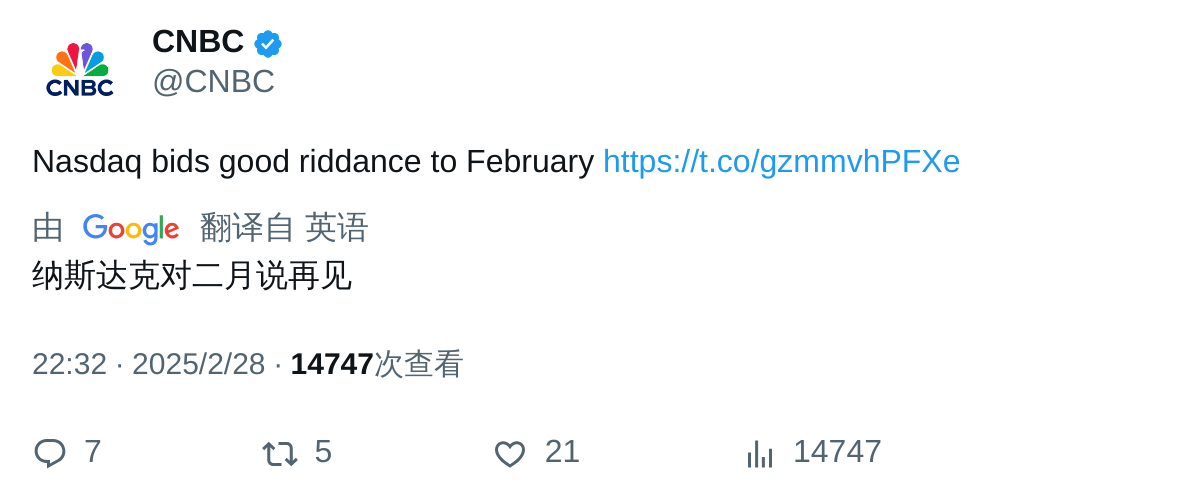 CNBC
CNBC
@CNBC
Nasdaq bids good riddance to February https://t.co/gzmmvhPFXe
由 Google 翻译自 英语
纳斯达克对二月说再见
22:32 · 2025/2/28 · 14747次查看
7 5 21 14747